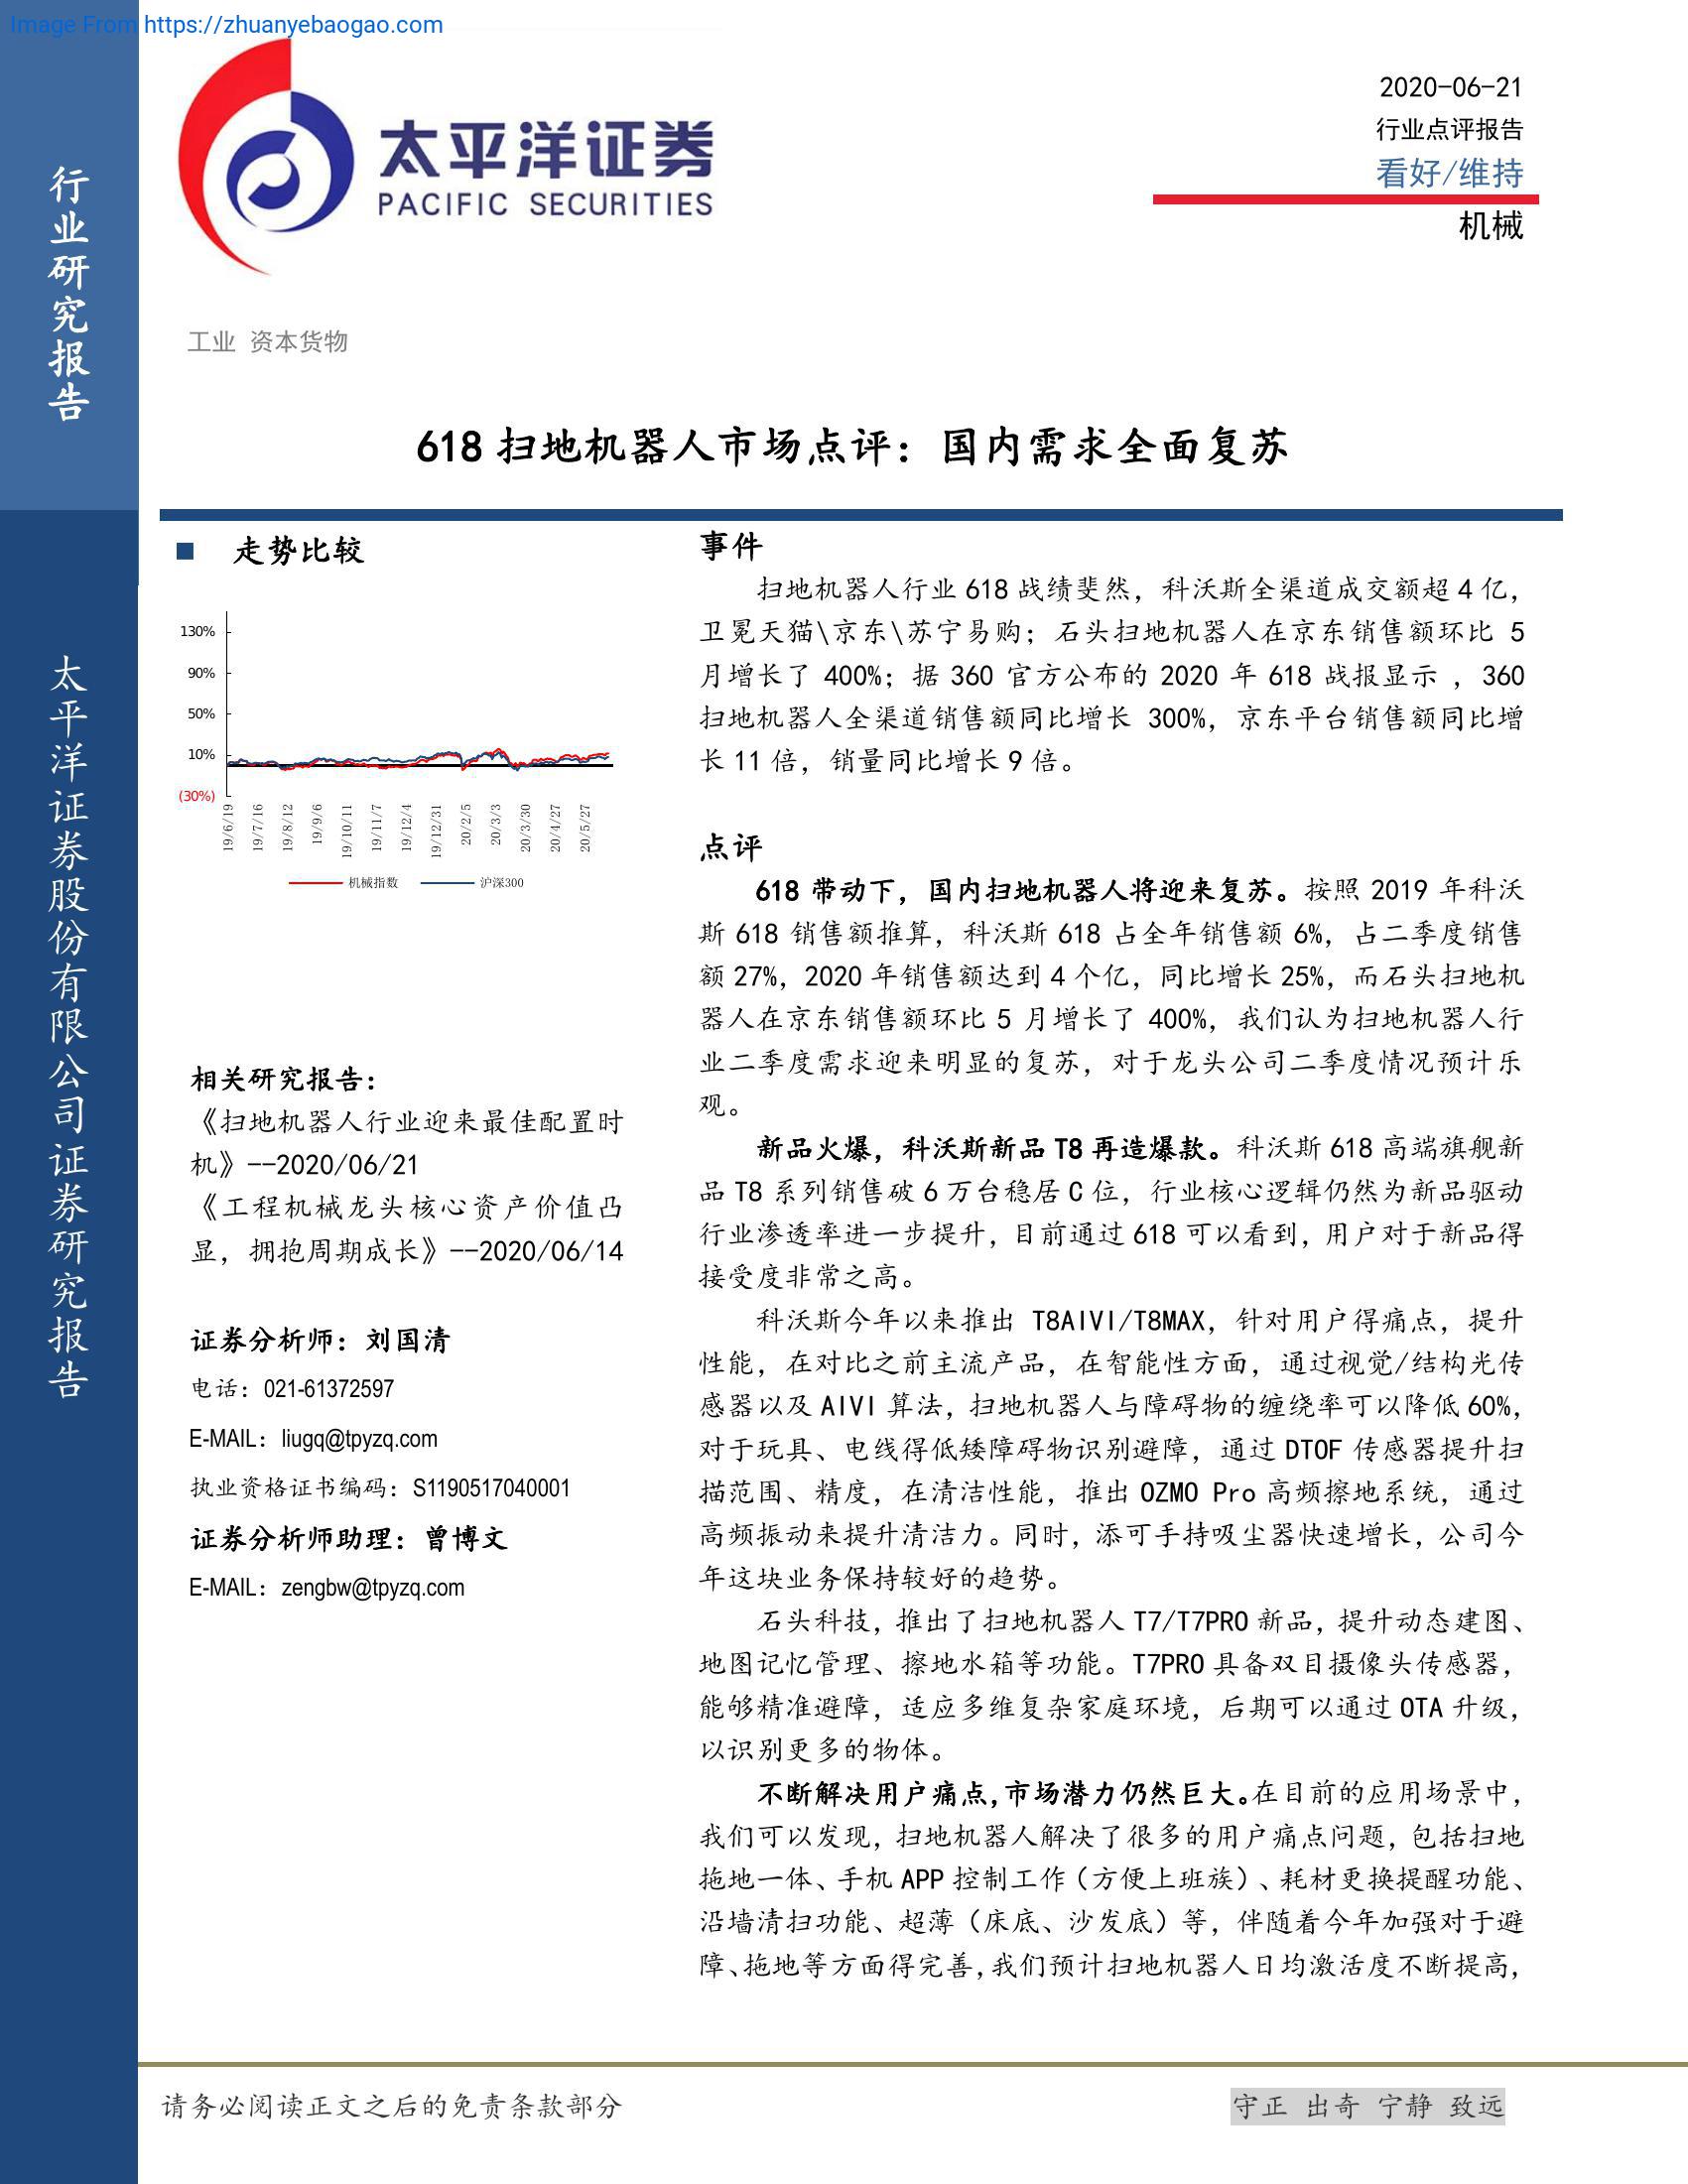 Image From https://zhuanyebaogao.com
行业研究报告
太平洋证券股份有限公司证券研究报告
太平洋证券
PACIFIC SECURITIES
2020-06-21
行业点评报告
看好/维持
机械
工业 资本货物
618 扫地机器人市场点评：国内需求全面复苏
走势比较
130%
90%
50%
10%
(30%)
19/6/19
19/7/16
19/8/12
19/9/6
19/10/11
19/11/7
19/12/4
19/12/31
20/2/5
20/3/3
20/3/30
20/4/27
20/5/27
机械指数 沪深300
相关研究报告：
《扫地机器人行业迎来最佳配置时
机》--2020/06/21
《工程机械龙头核心资产价值凸
显，拥抱周期成长》--2020/06/14
证券分析师：刘国清
电话：021-61372597
E-MAIL：liugq@tpyzq.com
执业资格证书编码：S1190517040001
证券分析师助理：曾博文
E-MAIL：zengbw@tpyzq.com
事件
扫地机器人行业 618 战绩斐然，科沃斯全渠道成交额超 4 亿，
卫冕天猫\京东\苏宁易购；石头扫地机器人在京东销售额环比 5
月增长了 400%；据 360 官方公布的 2020 年 618 战报显示 ，360
扫地机器人全渠道销售额同比增长 300%，京东平台销售额同比增
长 11 倍，销量同比增长 9 倍。
点评
618 带动下，国内扫地机器人将迎来复苏。按照 2019 年科沃
斯 618 销售额推算，科沃斯 618 占全年销售额 6%，占二季度销售
额 27%，2020 年销售额达到 4 个亿，同比增长 25%，而石头扫地机
器人在京东销售额环比 5 月增长了 400%，我们认为扫地机器人行
业二季度需求迎来明显的复苏，对于龙头公司二季度情况预计乐
观。
新品火爆，科沃斯新品 T8 再造爆款。科沃斯 618 高端旗舰新
品 T8 系列销售破 6 万台稳居 C 位，行业核心逻辑仍然为新品驱动
行业渗透率进一步提升，目前通过 618 可以看到，用户对于新品得
接受度非常之高。
科沃斯今年以来推出 T8AIVI/T8MAX，针对用户得痛点，提升
性能，在对比之前主流产品，在智能性方面，通过视觉/结构光传
感器以及 AIVI 算法，扫地机器人与障碍物的缠绕率可以降低 60%，
对于玩具、电线得低矮障碍物识别避障，通过 DTOF 传感器提升扫
描范围、精度，在清洁性能，推出 OZMO Pro 高频擦地系统，通过
高频振动来提升清洁力。同时，添可手持吸尘器快速增长，公司今
年这块业务保持较好的趋势。
石头科技，推出了扫地机器人 T7/T7PRO 新品，提升动态建图、
地图记忆管理、擦地水箱等功能。T7PRO 具备双目摄像头传感器，
能够精准避障，适应多维复杂家庭环境，后期可以通过 OTA 升级，
以识别更多的物体。
不断解决用户痛点，市场潜力仍然巨大。在目前的应用场景中，
我们可以发现，扫地机器人解决了很多的用户痛点问题，包括扫地
拖地一体、手机 APP 控制工作（方便上班族）、耗材更换提醒功能、
沿墙清扫功能、超薄（床底、沙发底）等，伴随着今年加强对于避
障、拖地等方面得完善，我们预计扫地机器人日均激活度不断提高，
请务必阅读正文之后的免责条款部分
守正 出奇 宁静 致远